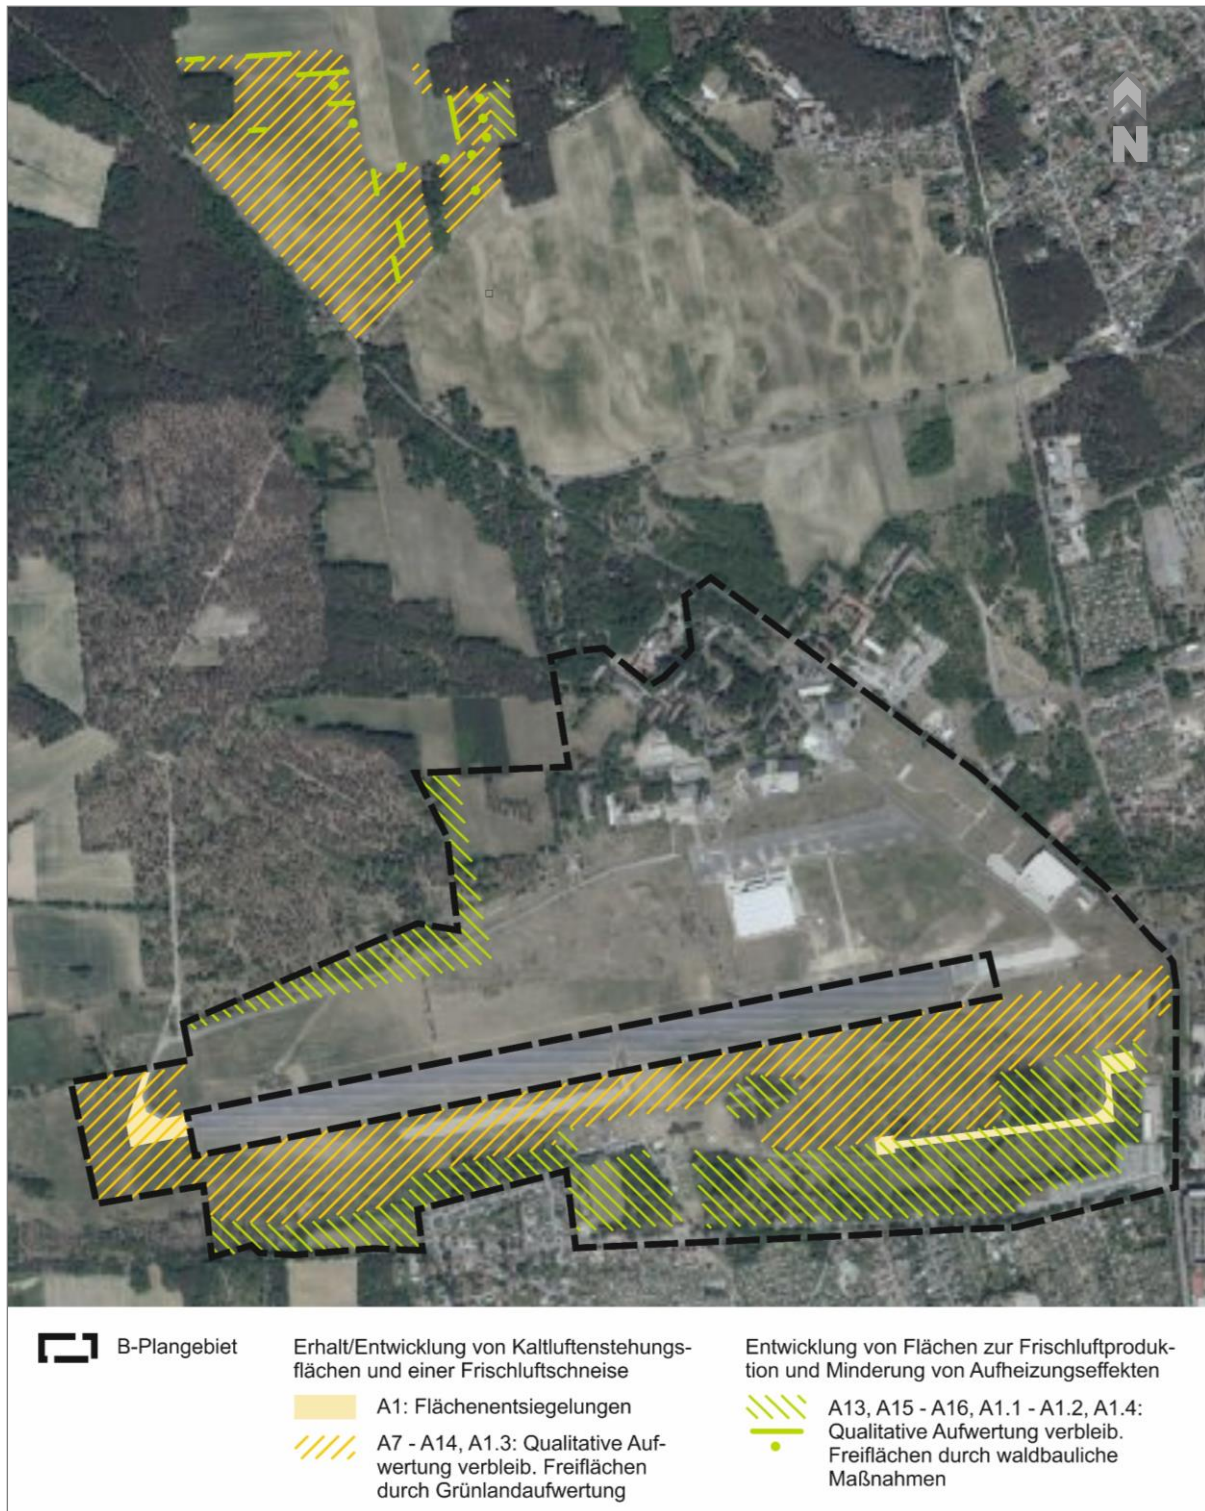 N
B-Plangebiet
Erhalt/Entwicklung von Kaltluftenstehungs-
flächen und einer Frischluftschneise
A1: Flächenentsiegelungen
A7 - A14, A1.3: Qualitative Auf-
wertung verbleib. Freiflächen
durch Grünlandaufwertung
Entwicklung von Flächen zur Frischluftproduk-
tion und Minderung von Aufheizungseffekten
A13, A15 - A16, A1.1 - A1.2, A1.4:
Qualitative Aufwertung verbleib.
Freiflächen durch waldbauliche
Maßnahmen